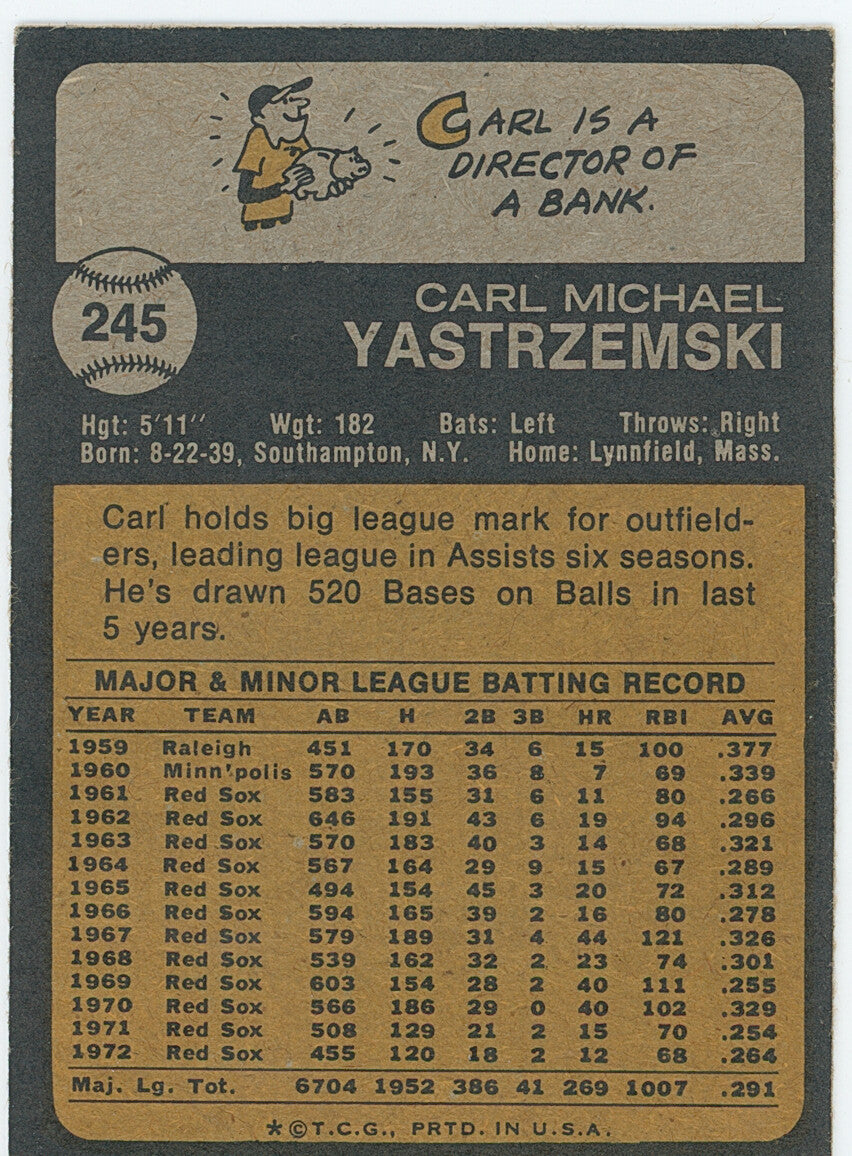 CARL IS A
DIRECTOR OF
A BANK.
245
CARL MICHAEL
YASTRZEMSKI
Hgt: 5'11'' Wgt: 182 Bats: Left Throws: Right
Born: 8-22-39, Southampton, N.Y. Home: Lynnfield, Mass.
Carl holds big league mark for outfield-
ers, leading league in Assists six seasons.
He's drawn 520 Bases on Balls in last
5 years.
MAJOR & MINOR LEAGUE BATTING RECORD
YEAR TEAM AB H 2B 3B HR RBI AVG
1959 Raleigh 451 170 34 6 15 100 .377
1960 Minn'polis 570 193 36 8 7 69 .339
1961 Red Sox 583 155 31 6 11 80 .266
1962 Red Sox 646 191 43 6 19 94 .296
1963 Red Sox 570 183 40 3 14 68 .321
1964 Red Sox 567 164 29 9 15 67 .289
1965 Red Sox 494 154 45 3 20 72 .312
1966 Red Sox 594 165 39 2 16 80 .278
1967 Red Sox 579 189 31 4 44 121 .326
1968 Red Sox 539 162 32 2 23 74 .301
1969 Red Sox 603 154 28 2 40 111 .255
1970 Red Sox 566 186 29 0 40 102 .329
1971 Red Sox 508 129 21 2 15 70 .254
1972 Red Sox 455 120 18 2 12 68 .264
Maj. Lg. Tot. 6704 1952 386 41 269 1007 .291
*©T.C.G., PRTD. IN U.S.A.